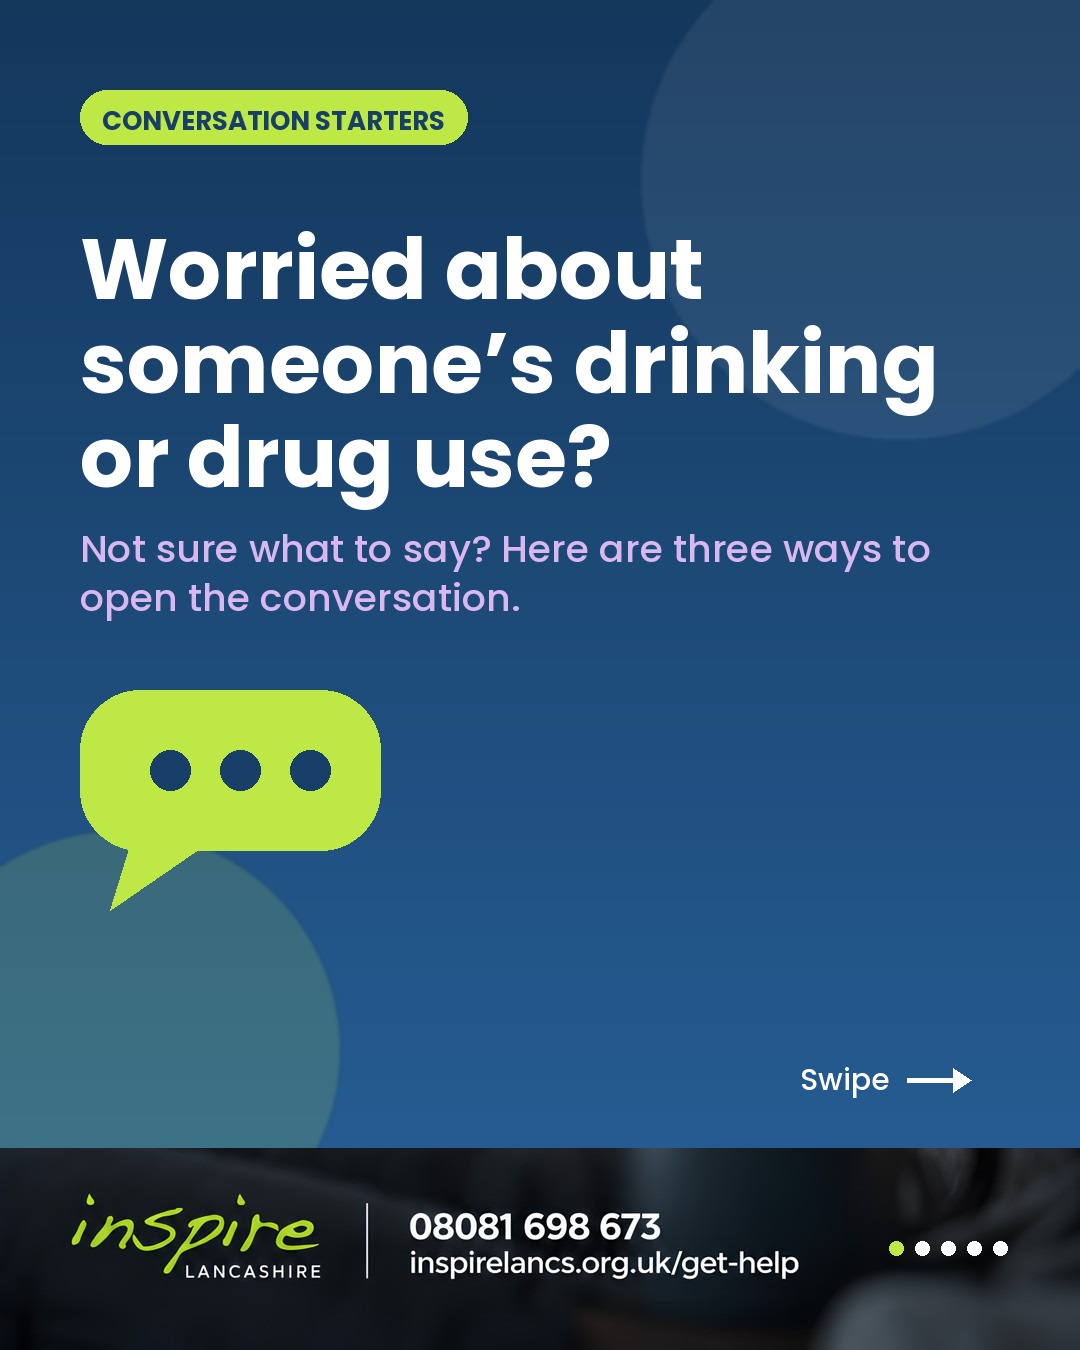 CONVERSATION STARTERS
Worried about
someone’s drinking
or drug use?
Not sure what to say? Here are three ways to
open the conversation.
Swipe
inspire
LANCASHIRE
08081 698 673
inspirelancs.org.uk/get-help